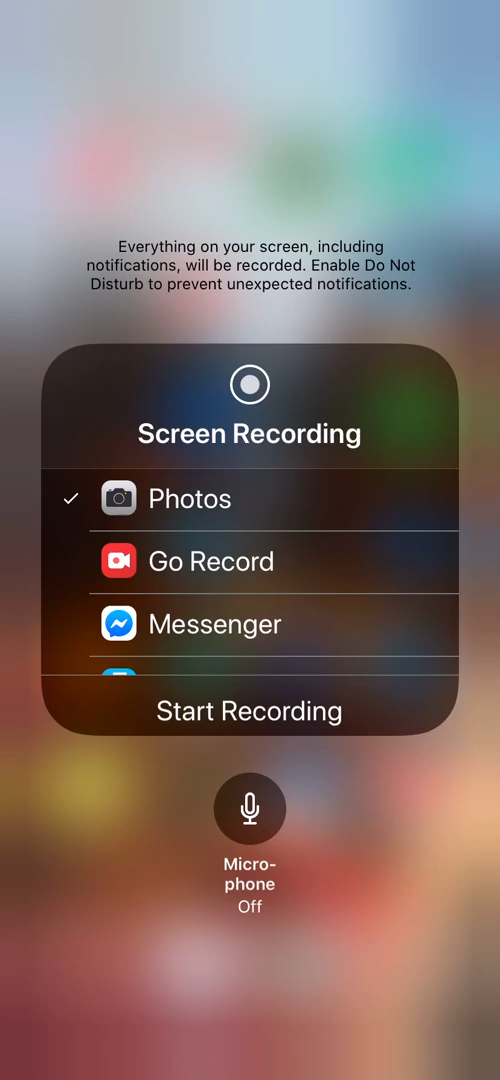 Everything on your screen, including
notifications, will be recorded. Enable Do Not
Disturb to prevent unexpected notifications.
Screen Recording
Photos
Go Record
Messenger
Start Recording
Micro-
phone
Off